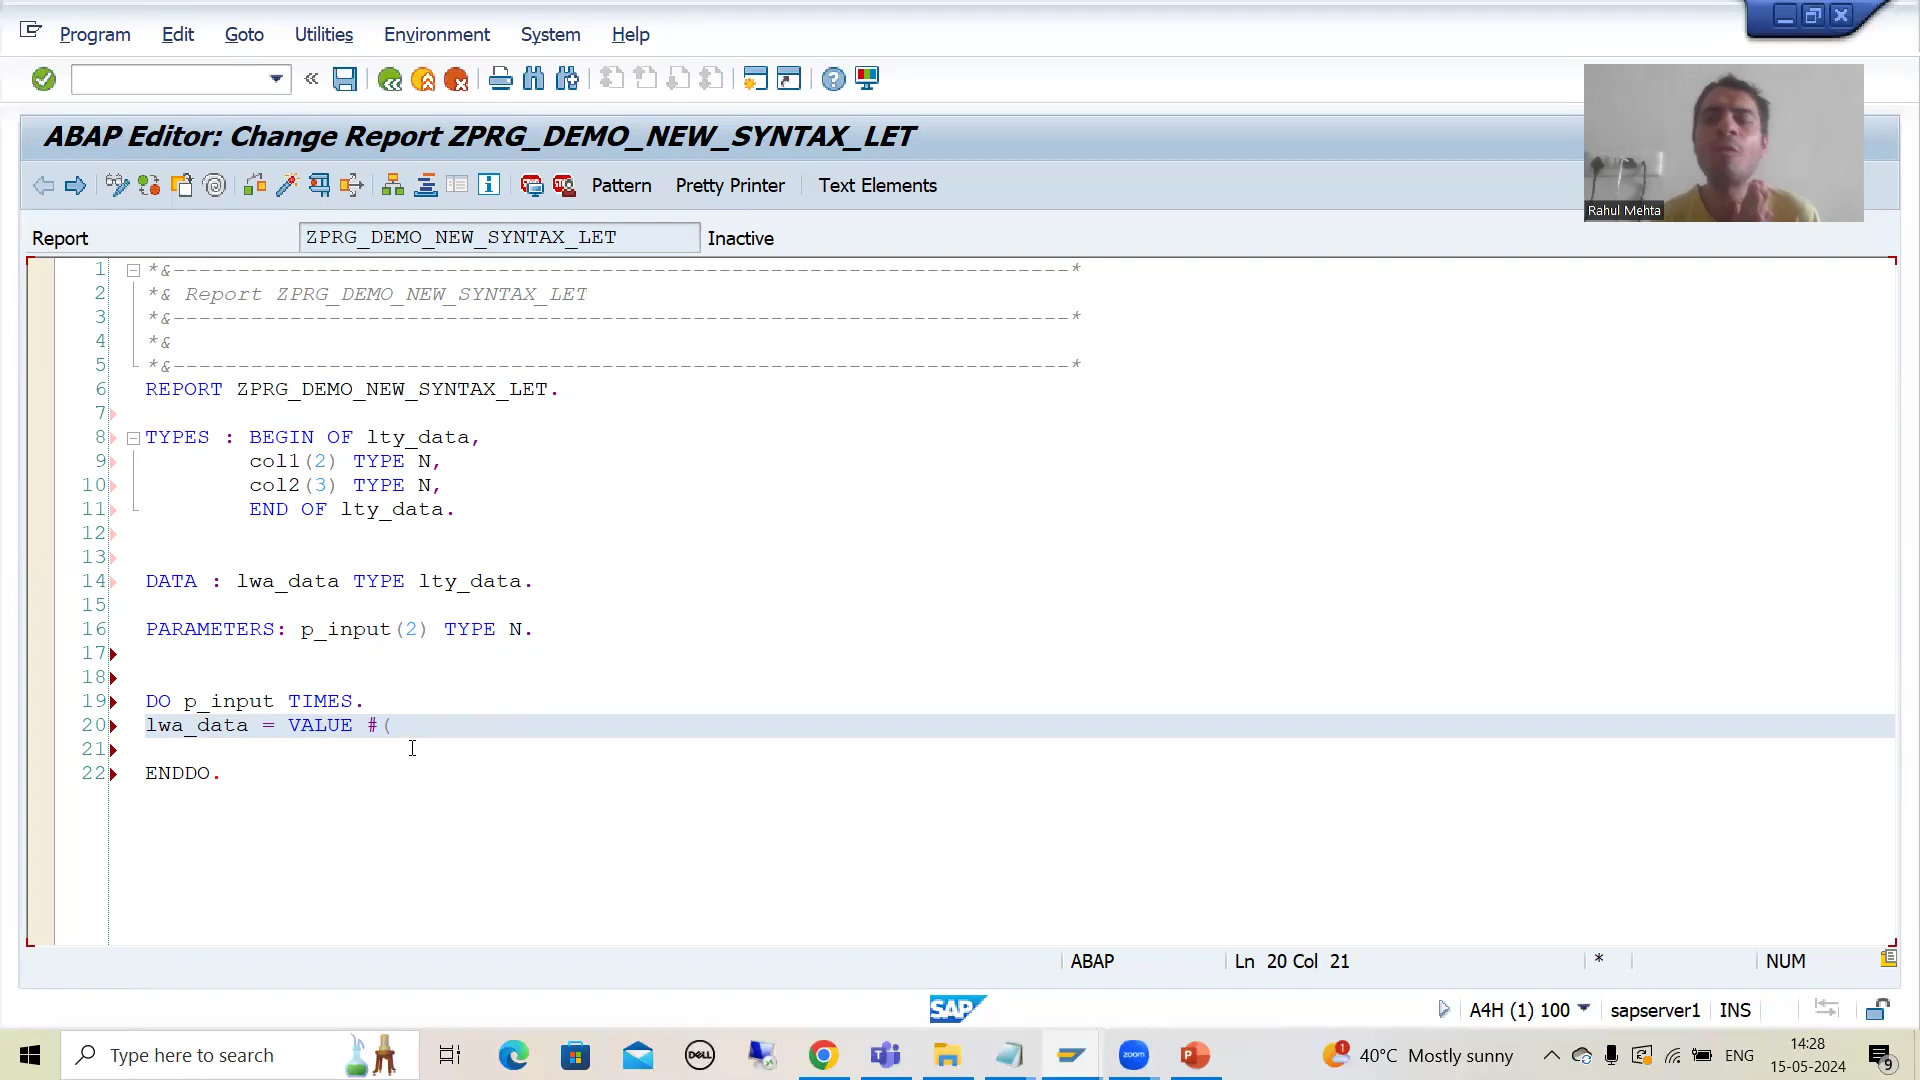 Program Edit Goto Utilities Environment System Help
ABAP Editor: Change Report ZPRG_DEMO_NEW_SYNTAX_LET
Pattern Pretty Printer Text Elements
Rahul Mehta
Report ZPRG_DEMO_NEW_SYNTAX_LET Inactive
1 *&---------------------------------------------------------------------*
2 *& Report ZPRG_DEMO_NEW_SYNTAX_LET
3 *&---------------------------------------------------------------------*
4 *&
5 *&---------------------------------------------------------------------*
6 REPORT ZPRG_DEMO_NEW_SYNTAX_LET.
7
8 TYPES : BEGIN OF lty_data,
9 col1(2) TYPE N,
10 col2(3) TYPE N,
11 END OF lty_data.
12
13
14 DATA : lwa_data TYPE lty_data.
15
16 PARAMETERS: p_input(2) TYPE N.
17
18
19 DO p_input TIMES.
20 lwa_data = VALUE #(
21
22 ENDDO.
ABAP Ln 20 Col 21 * NUM
SAP A4H (1) 100 sapserver1 INS
Type here to search DELL zoom 1 40°C Mostly sunny ENG 14:28
15-05-2024 9